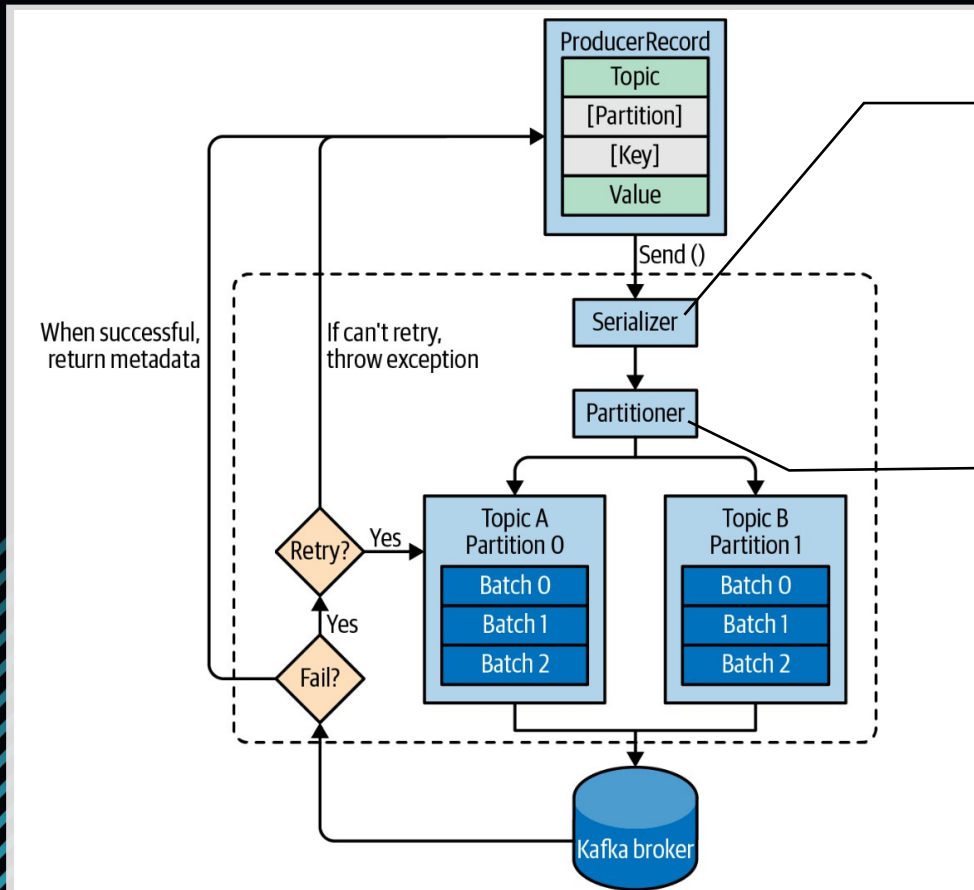 ProducerRecord
Topic
[Partition]
[Key]
Value
Send ()
Serializer
When successful,
return metadata
If can't retry,
throw exception
Partitioner
Topic A
Partition 0
Batch 0
Batch 1
Batch 2
Topic B
Partition 1
Batch 0
Batch 1
Batch 2
Retry?
Yes
Yes
Fail?
Kafka broker